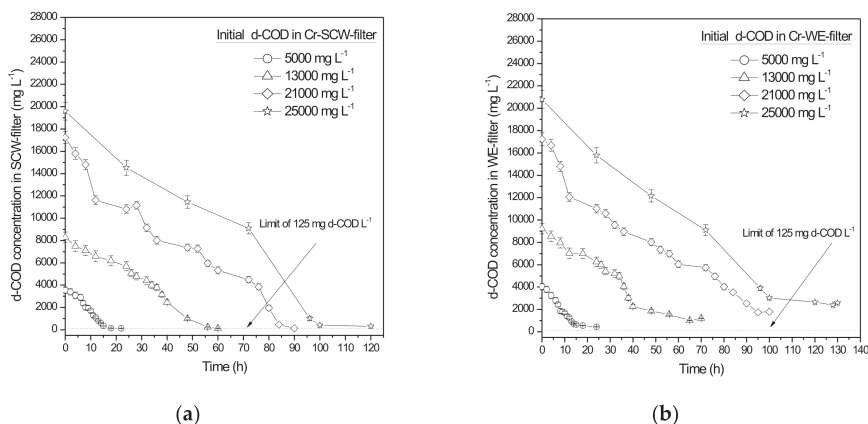 28000
26000
24000
22000
20000
18000
16000
14000
12000
10000
8000
6000
4000
2000
0
d-COD concentration in SCW-filter (mg L-1)
Initial d-COD in Cr-SCW-filter
5000 mg L-1
13000 mg L-1
21000 mg L-1
25000 mg L-1
Limit of 125 mg d-COD L-1
0 10 20 30 40 50 60 70 80 90 100 110 120
Time (h)
(a)
28000
26000
24000
22000
20000
18000
16000
14000
12000
10000
8000
6000
4000
2000
0
d-COD concentration in WE-filter (mg L-1)
Initial d-COD in Cr-WE-filter
5000 mg L-1
13000 mg L-1
21000 mg L-1
25000 mg L-1
Limit of 125 mg d-COD L-1
0 10 20 30 40 50 60 70 80 90 100 110 120 130 140
Time (h)
(b)